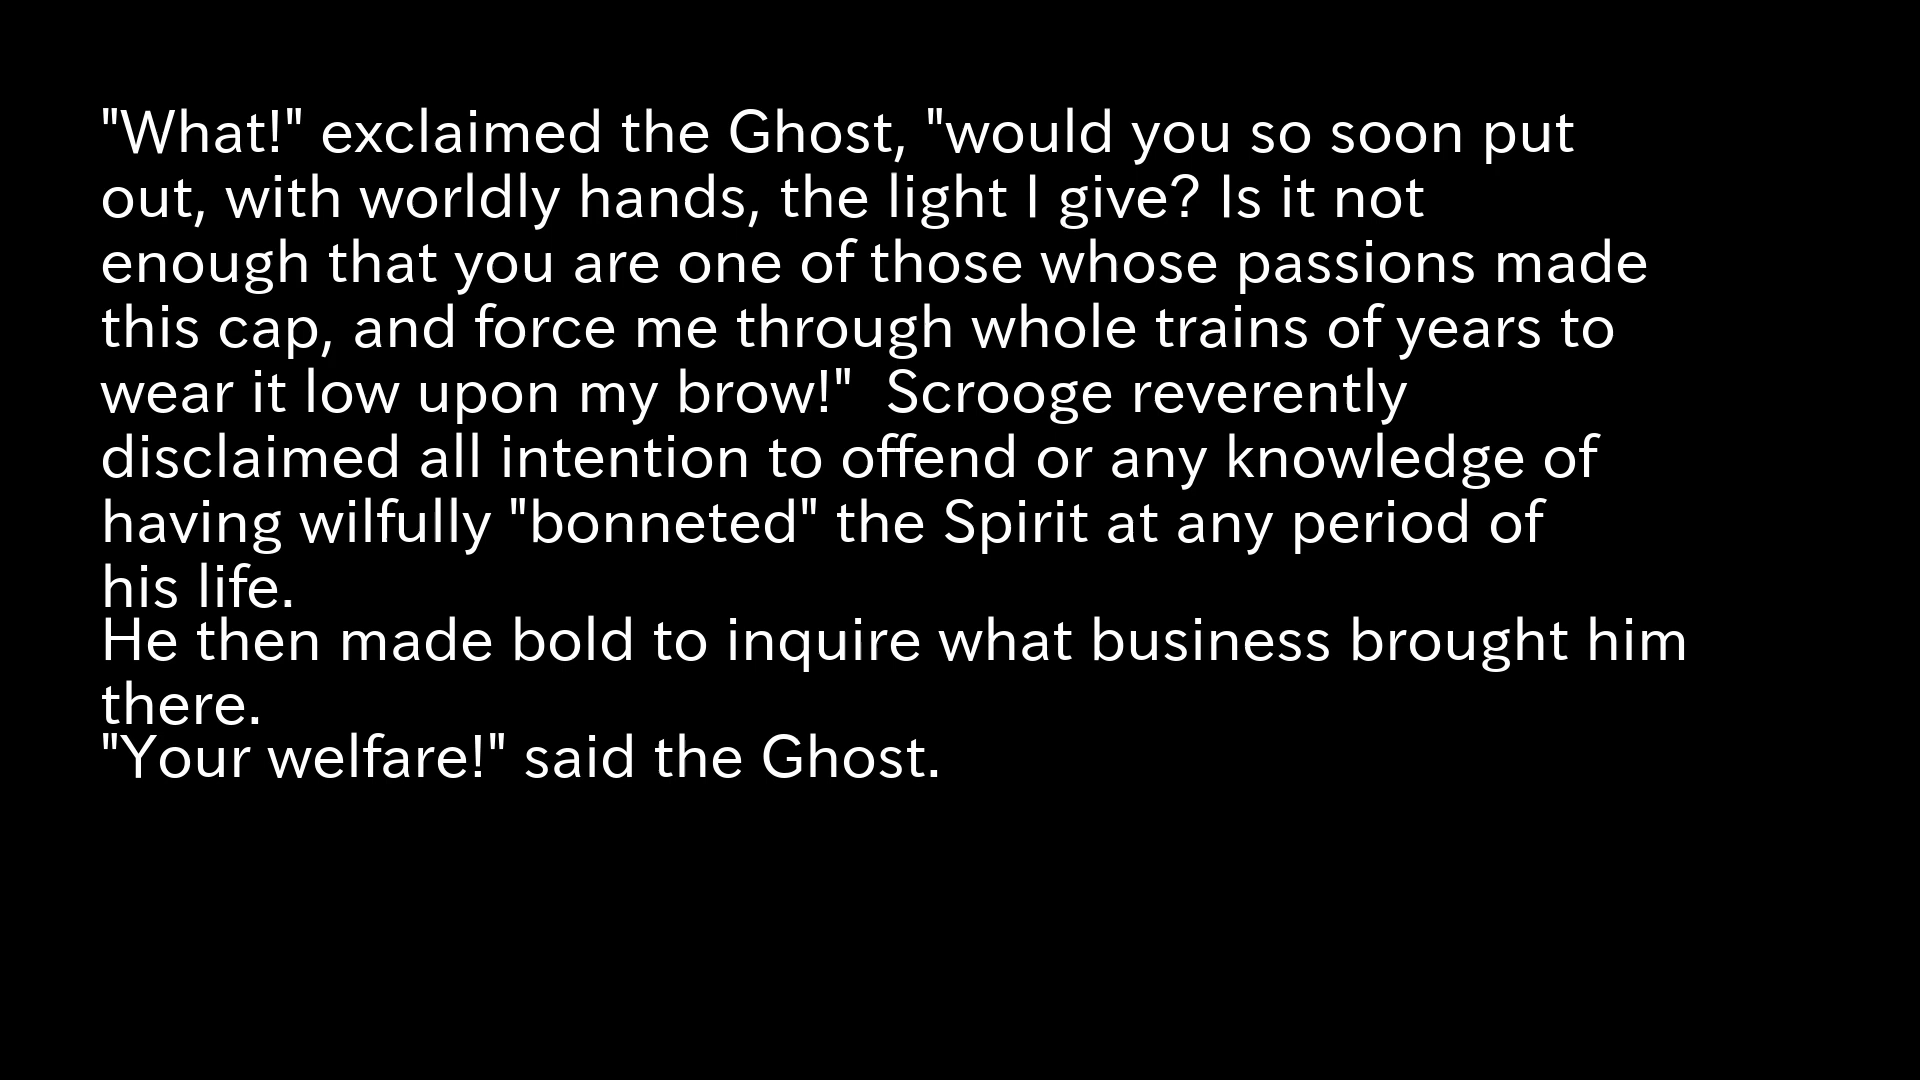 "What!" exclaimed the Ghost, "would you so soon put
out, with worldly hands, the light I give? Is it not
enough that you are one of those whose passions made
this cap, and force me through whole trains of years to
wear it low upon my brow!"  Scrooge reverently
disclaimed all intention to offend or any knowledge of
having wilfully "bonneted" the Spirit at any period of
his life.
He then made bold to inquire what business brought him
there.
"Your welfare!" said the Ghost.